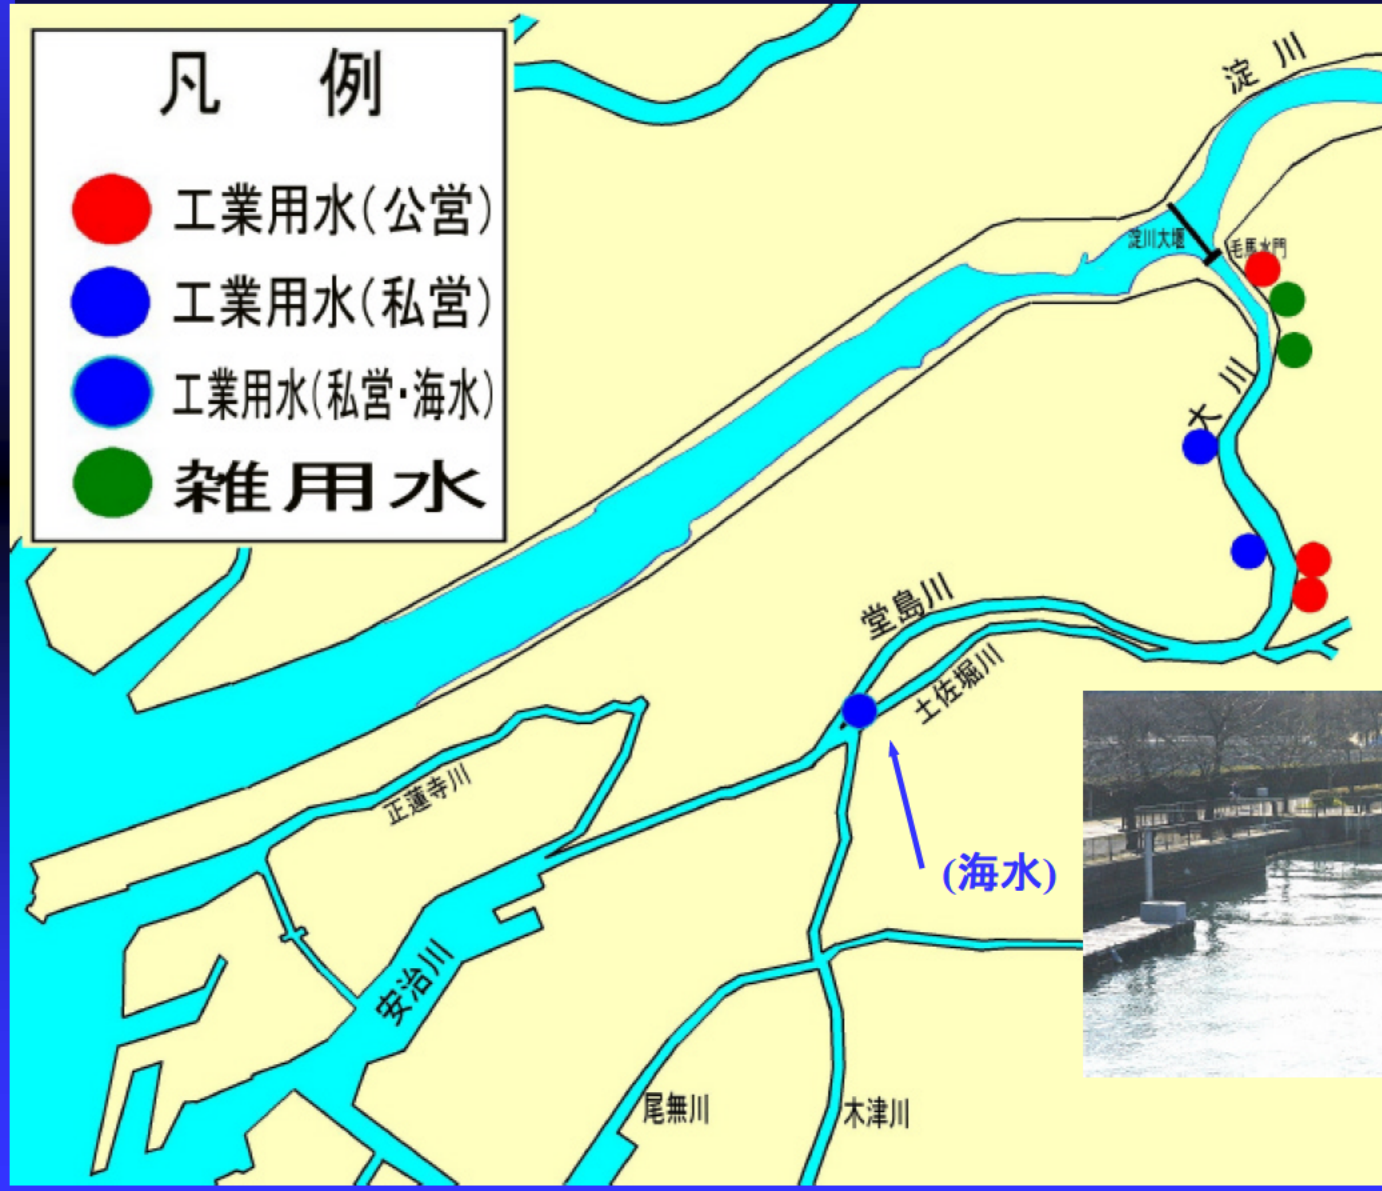 凡 例
工業用水(公営)
工業用水(私営)
工業用水(私営・海水)
雑用水
淀川
淀川大堰
毛馬水門
大川
堂島川
土佐堀川
正蓮寺川
(海水)
安治川
尾無川
木津川